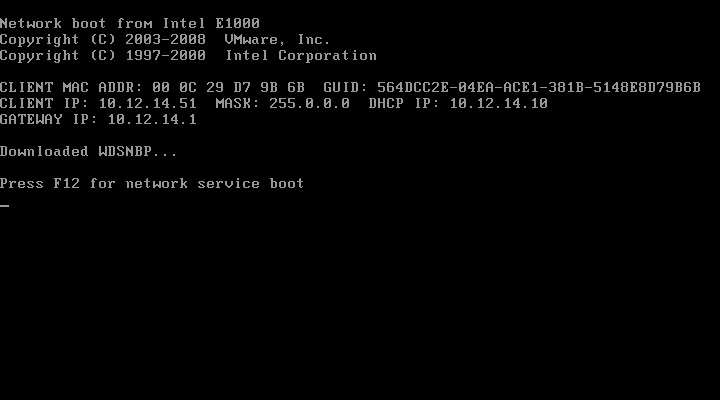 Network boot from Intel E1000
Copyright (C) 2003-2008  VMware, Inc.
Copyright (C) 1997-2000  Intel Corporation
CLIENT MAC ADDR: 00 0C 29 D7 9B 6B  GUID: 564DCC2E-04EA-ACE1-381B-5148E8D79B6B
CLIENT IP: 10.12.14.51  MASK: 255.0.0.0  DHCP IP: 10.12.14.10
GATEWAY IP: 10.12.14.1
Downloaded WDSNBP...
Press F12 for network service boot
_